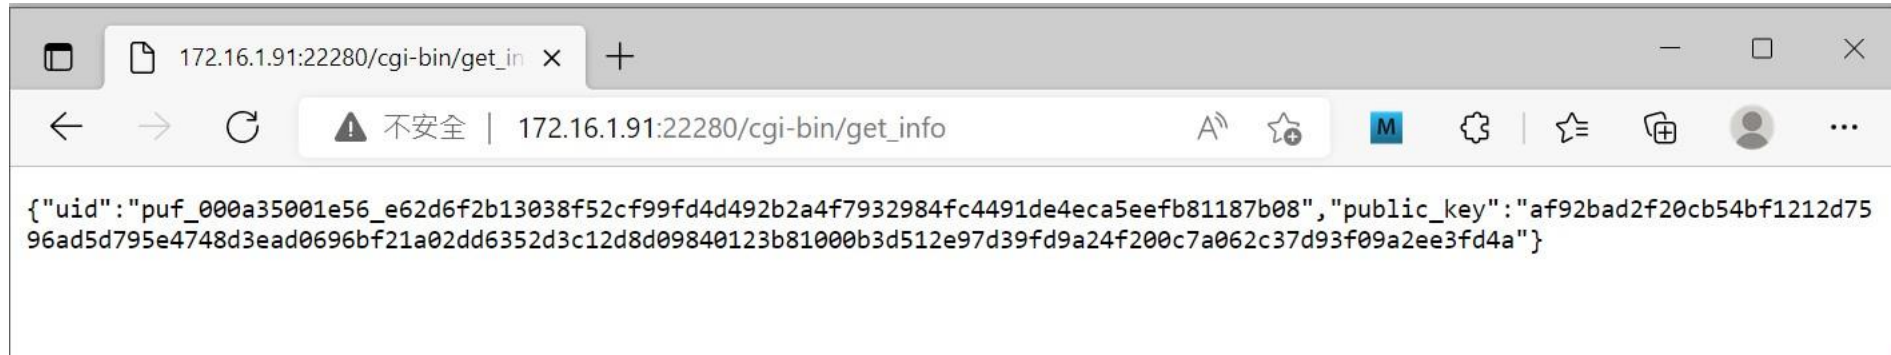 172.16.1.91:22280/cgi-bin/get_in
不安全 | 172.16.1.91:22280/cgi-bin/get_info
{"uid":"puf_000a35001e56_e62d6f2b13038f52cf99fd4d492b2a4f7932984fc4491de4eca5eefb81187b08","public_key":"af92bad2f20cb54bf1212d75
96ad5d795e4748d3ead0696bf21a02dd6352d3c12d8d09840123b81000b3d512e97d39fd9a24f200c7a062c37d93f09a2ee3fd4a"}